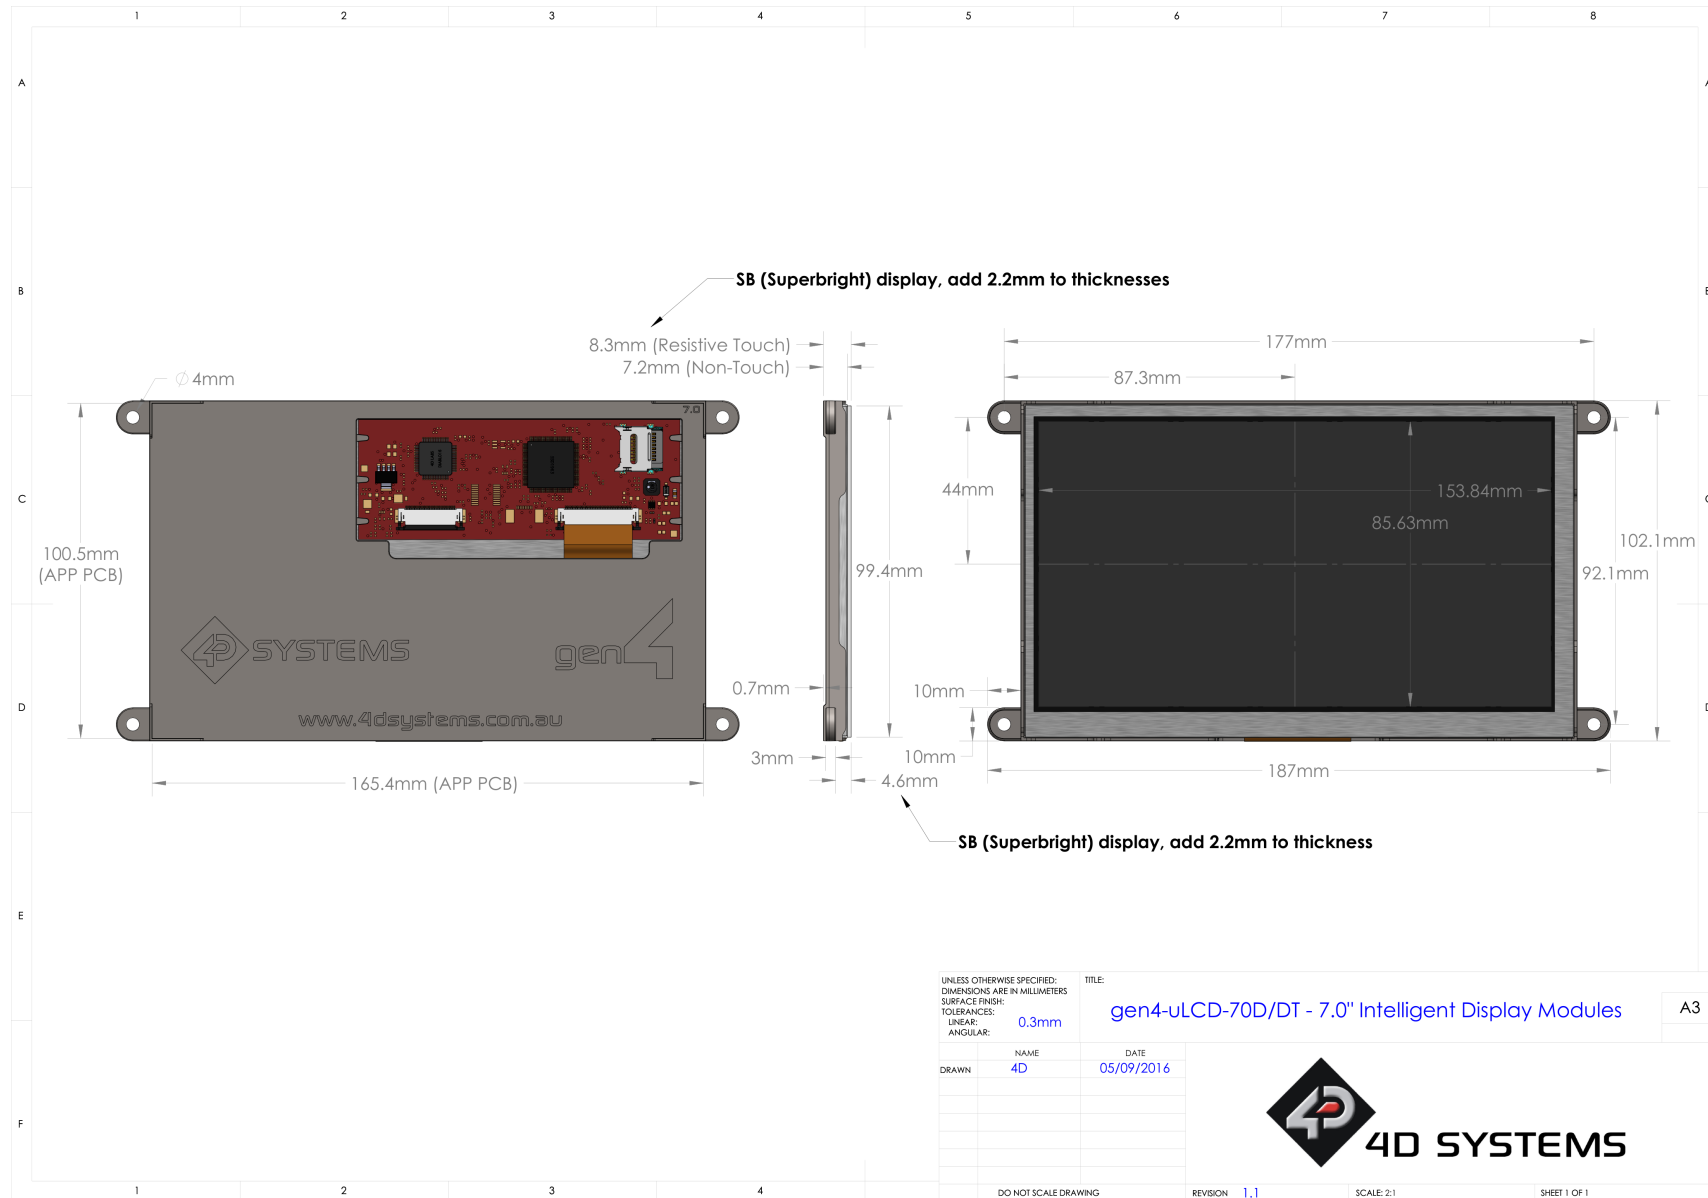 1 2 3 4 5 6 7 8
A
B
C
D
E
F
SB (Superbright) display, add 2.2mm to thicknesses
8.3mm (Resistive Touch)
7.2mm (Non-Touch)
Ø 4mm
7.0
100.5mm
(APP PCB)
4D SYSTEMS
gen4
www.4dsystems.com.au
165.4mm (APP PCB)
99.4mm
0.7mm
3mm
4.6mm
SB (Superbright) display, add 2.2mm to thickness
177mm
87.3mm
44mm
153.84mm
85.63mm
102.1mm
92.1mm
10mm
10mm
187mm
UNLESS OTHERWISE SPECIFIED:
DIMENSIONS ARE IN MILLIMETERS
SURFACE FINISH:
TOLERANCES:
LINEAR: 0.3mm
ANGULAR:
TITLE:
gen4-uLCD-70D/DT - 7.0" Intelligent Display Modules
A3
NAME DATE
DRAWN 4D 05/09/2016
4D SYSTEMS
DO NOT SCALE DRAWING
REVISION 1.1
SCALE: 2:1
SHEET 1 OF 1
1 2 3 4